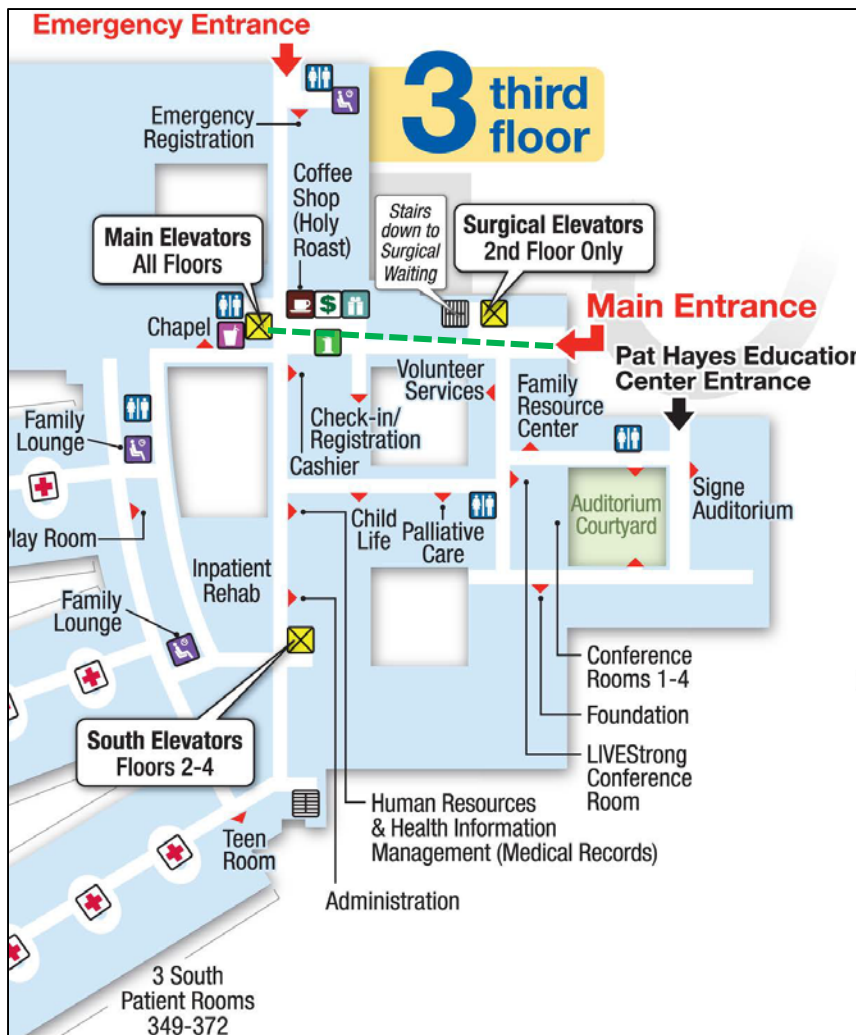 Emergency Entrance
3 third
floor
Emergency
Registration
Coffee
Shop
(Holy
Roast)
Stairs
down to
Surgical
Waiting
Surgical Elevators
2nd Floor Only
Main Elevators
All Floors
$
Main Entrance
Chapel
i
Pat Hayes Education
Center Entrance
Volunteer
Services
Family
Resource
Center
Check-in/
Registration
Cashier
Family
Lounge
Signe
Auditorium
Auditorium
Courtyard
Play Room
Child
Life
Palliative
Care
Inpatient
Rehab
Family
Lounge
Conference
Rooms 1-4
Foundation
South Elevators
Floors 2-4
LIVEStrong
Conference
Room
Human Resources
& Health Information
Management (Medical Records)
Teen
Room
Administration
3 South
Patient Rooms
349-372